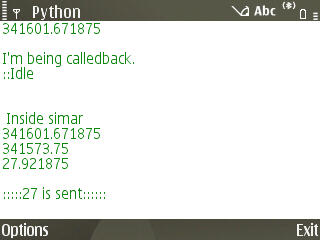 Python
Abc
341601.671875
I'm being calledback.
::Idle
Inside simar
341601.671875
341573.75
27.921875
:::::27 is sent::::::
Options Exit